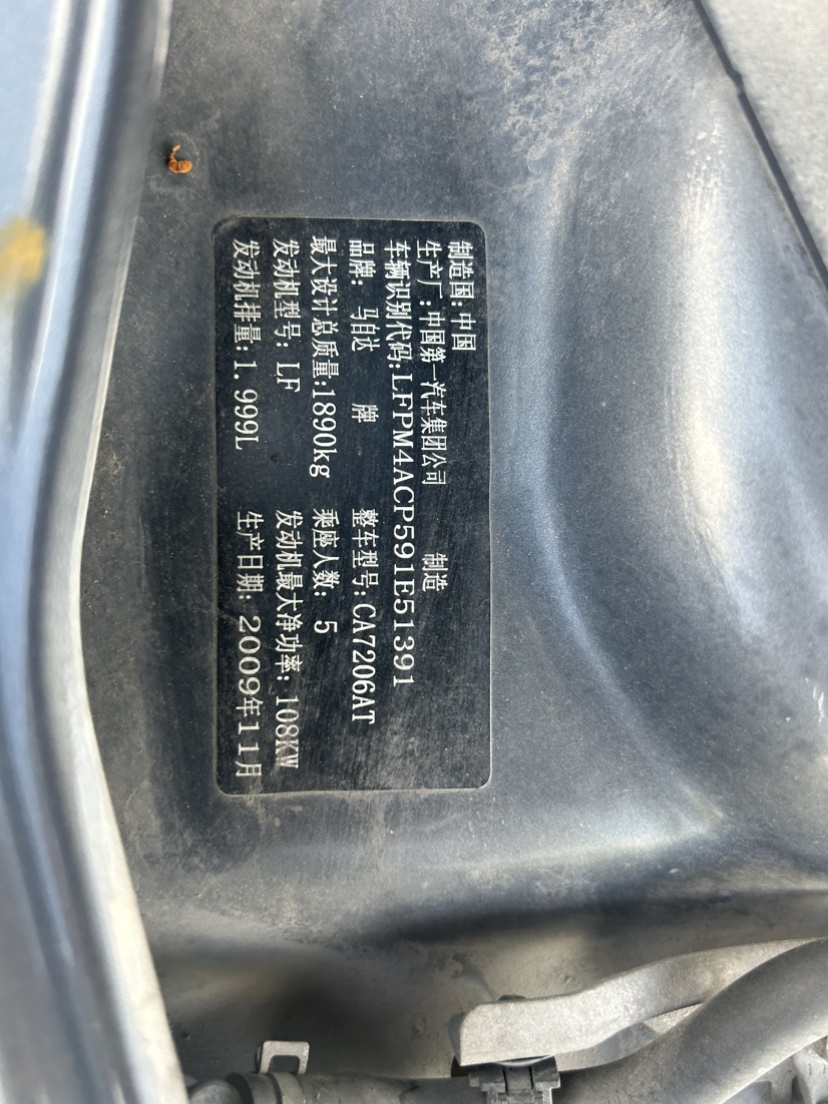 制造国:中国
生产厂:中国第一汽车集团公司 制造
车辆识别代码:LFPM4ACP591E51391
品牌: 马自达 牌 整车型号:CA7206AT
最大设计总质量:1890kg 乘座人数: 5
发动机型号: LF 发动机最大净功率: 108KW
发动机排量:1.999L 生产日期: 2009年11月